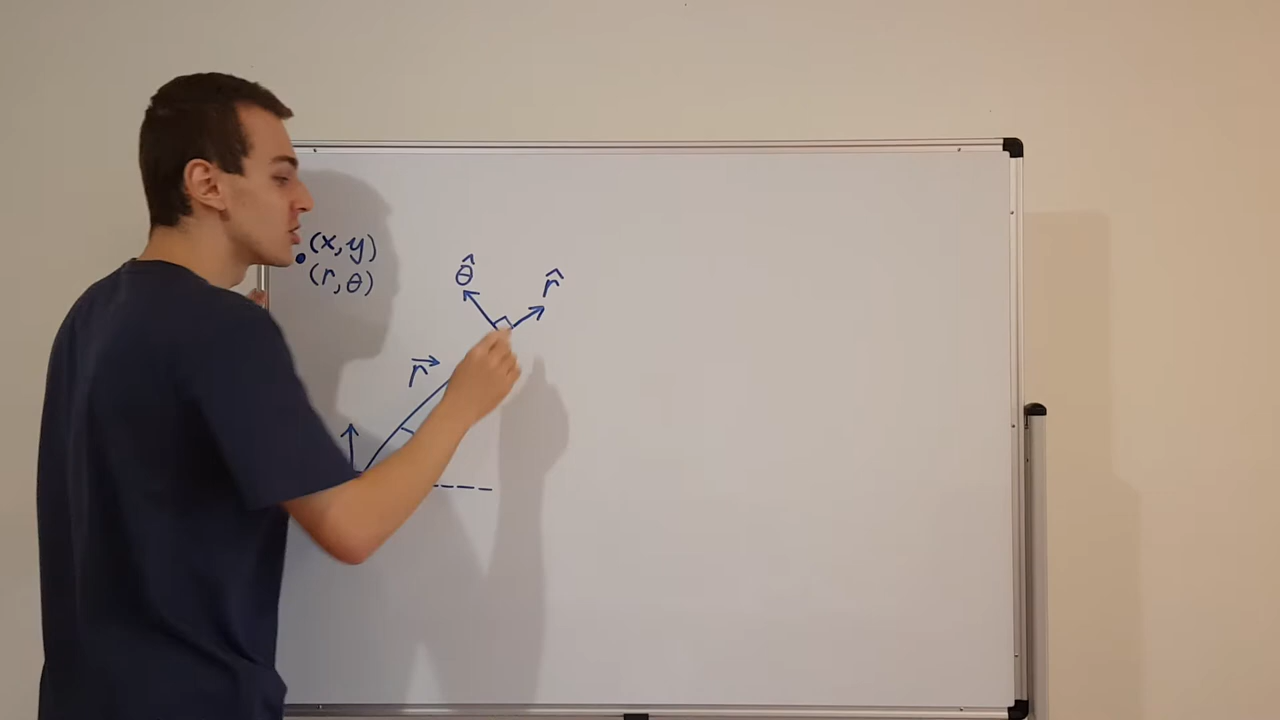 (x, y)
(r, θ)
θ̂
r̂
r⃗